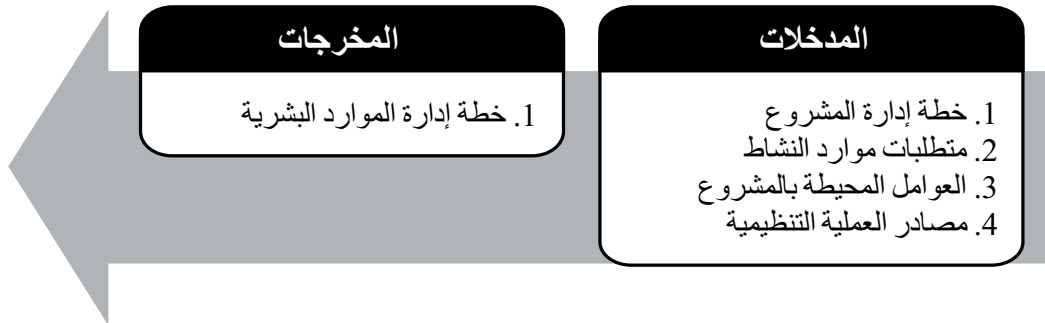 المدخلات
1. خطة إدارة المشروع
2. متطلبات موارد النشاط
3. العوامل المحيطة بالمشروع
4. مصادر العملية التنظيمية
المخرجات
1. خطة إدارة الموارد البشرية